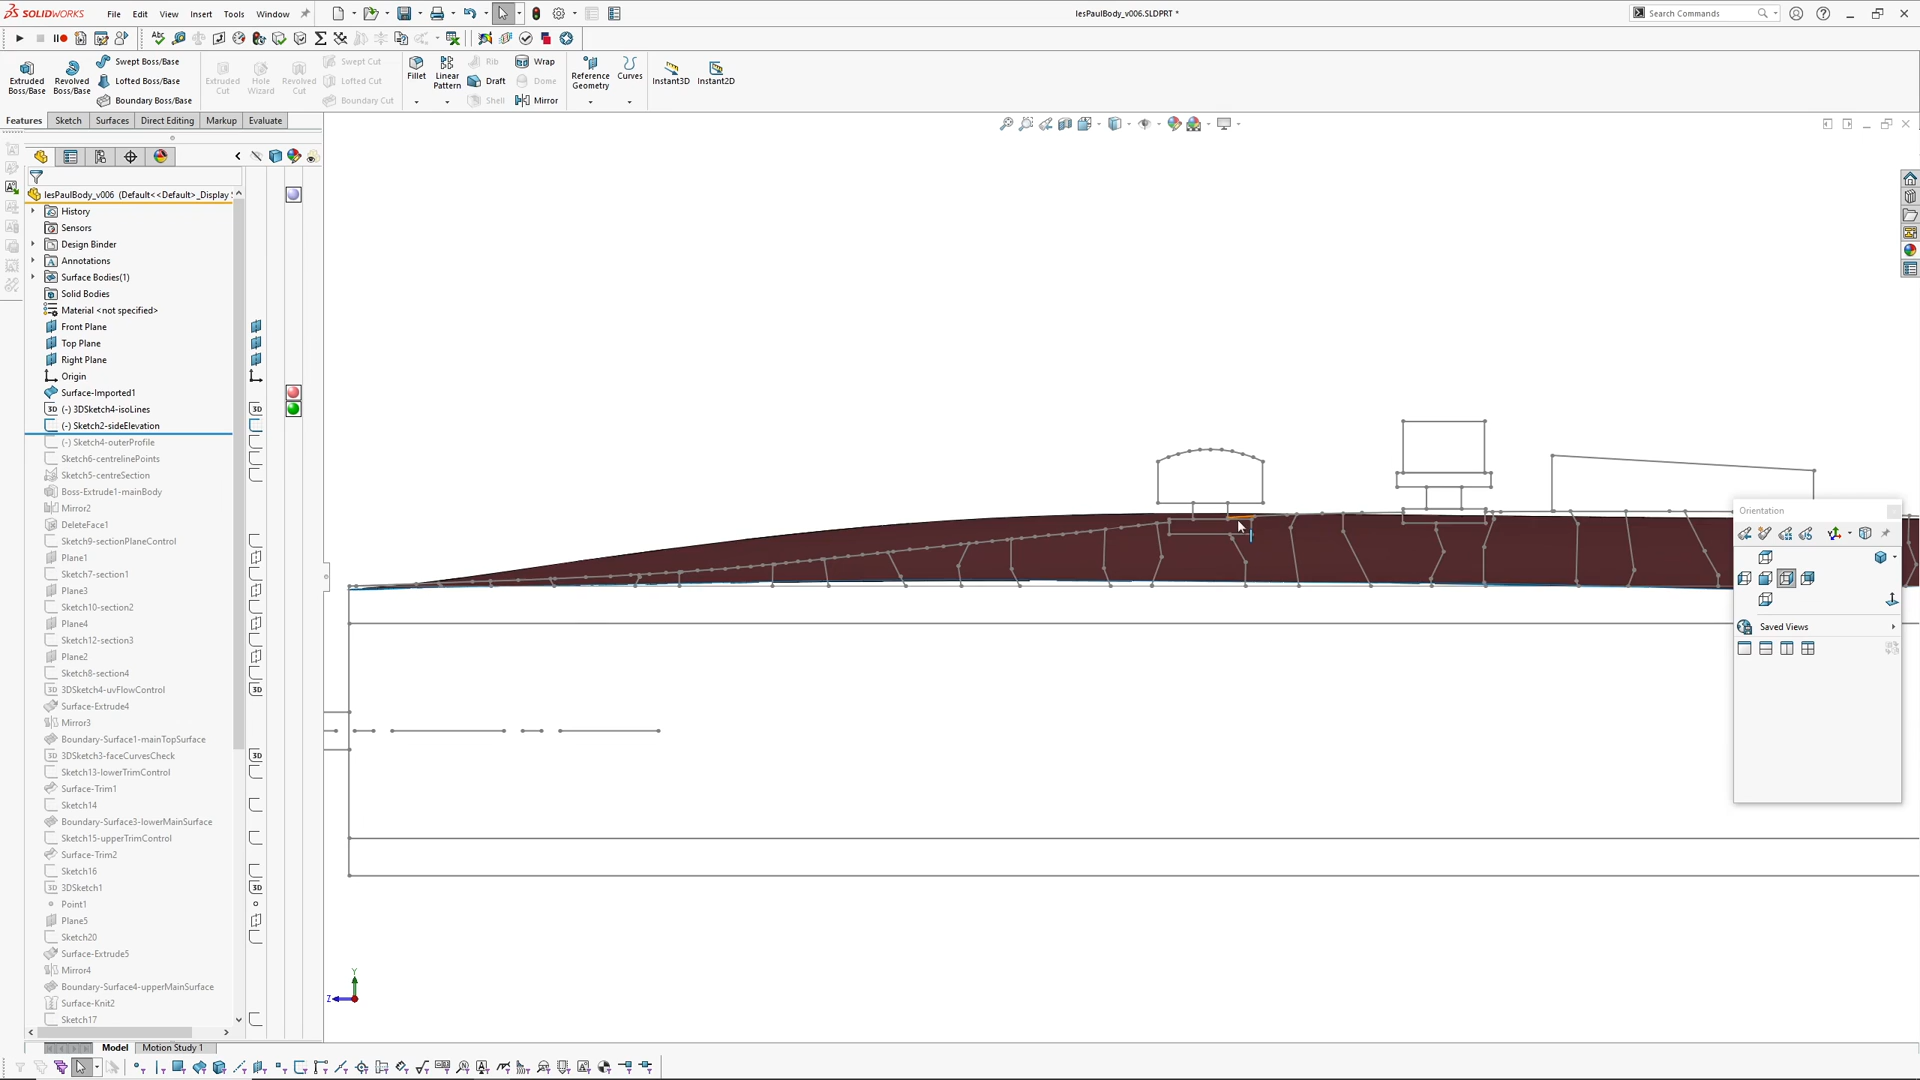 SOLIDWORKS
File Edit View Insert Tools Window
lesPaulBody_v006.SLDPRT *
Search Commands
Extruded Boss/Base
Revolved Boss/Base
Swept Boss/Base
Lofted Boss/Base
Boundary Boss/Base
Extruded Cut
Hole Wizard
Revolved Cut
Swept Cut
Lofted Cut
Boundary Cut
Fillet
Linear Pattern
Rib
Draft
Shell
Wrap
Dome
Mirror
Reference Geometry
Curves
Instant3D
Instant2D
Features Sketch Surfaces Direct Editing Markup Evaluate
lesPaulBody_v006 (Default<<Default>_Display
History
Sensors
Design Binder
Annotations
Surface Bodies(1)
Solid Bodies
Material <not specified>
Front Plane
Top Plane
Right Plane
Origin
Surface-Imported1
3D (-) 3DSketch4-isoLines 3D
(-) Sketch2-sideElevation
(-) Sketch4-outerProfile
Sketch6-centrelinePoints
Sketch5-centreSection
Boss-Extrude1-mainBody
Mirror2
DeleteFace1
Sketch9-sectionPlaneControl
Plane1
Sketch7-section1
Plane3
Sketch10-section2
Plane4
Sketch12-section3
Plane2
Sketch8-section4
3D 3DSketch4-uvFlowControl 3D
Surface-Extrude4
Mirror3
Boundary-Surface1-mainTopSurface
3D 3DSketch3-faceCurvesCheck 3D
Sketch13-lowerTrimControl
Surface-Trim1
Sketch14
Boundary-Surface3-lowerMainSurface
Sketch15-upperTrimControl
Surface-Trim2
Sketch16
3D 3DSketch1 3D
Point1
Plane5
Sketch20
Surface-Extrude5
Mirror4
Boundary-Surface4-upperMainSurface
Surface-Knit2
Sketch17
Orientation
Saved Views
Y
Z
Model Motion Study 1